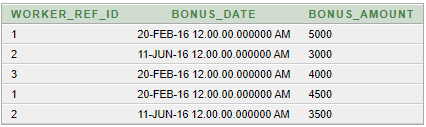 WORKER_REF_ID BONUS_DATE BONUS_AMOUNT
1 20-FEB-16 12.00.00.000000 AM 5000
2 11-JUN-16 12.00.00.000000 AM 3000
3 20-FEB-16 12.00.00.000000 AM 4000
1 20-FEB-16 12.00.00.000000 AM 4500
2 11-JUN-16 12.00.00.000000 AM 3500